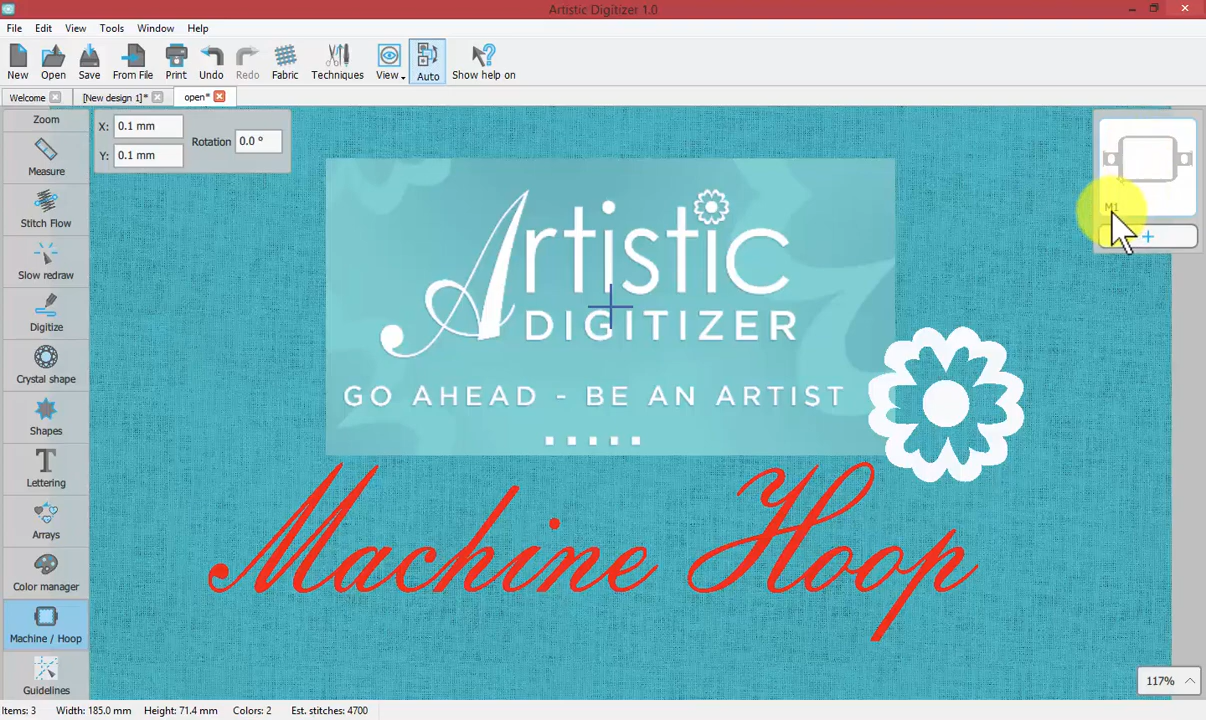 Artistic Digitizer 1.0
File Edit View Tools Window Help
New Open Save From File Print Undo Redo Fabric Techniques View Auto Show help on
Welcome [New design 1]* open*
Zoom
X: 0.1 mm
Y: 0.1 mm
Rotation 0.0 °
Measure
Stitch Flow
Slow redraw
Digitize
Crystal shape
Shapes
Lettering
Arrays
Color manager
Machine / Hoop
Guidelines
M1
+
Artistic
DIGITIZER
GO AHEAD - BE AN ARTIST
Machine Hoop
117%
Items: 3 Width: 185.0 mm Height: 71.4 mm Colors: 2 Est. stitches: 4700